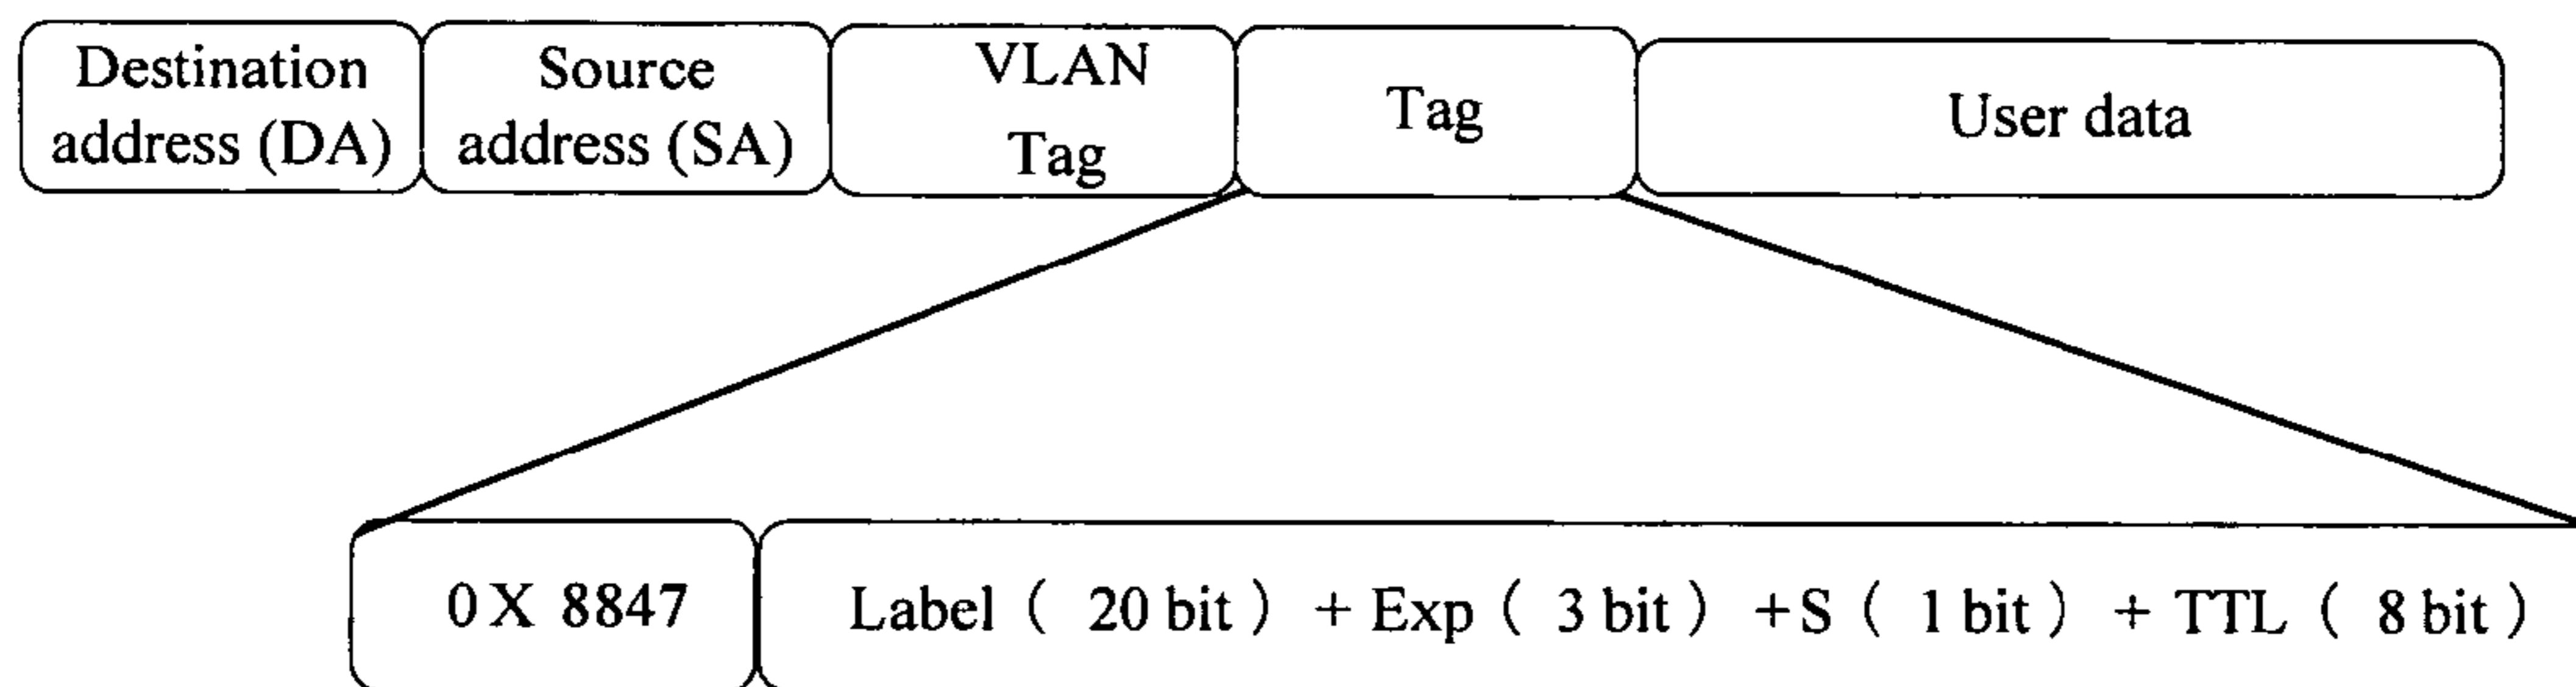 Destination
address (DA)
Source
address (SA)
VLAN
Tag
Tag
User data
0X 8847
Label ( 20 bit ) + Exp ( 3 bit ) +S ( 1 bit ) + TTL ( 8 bit )